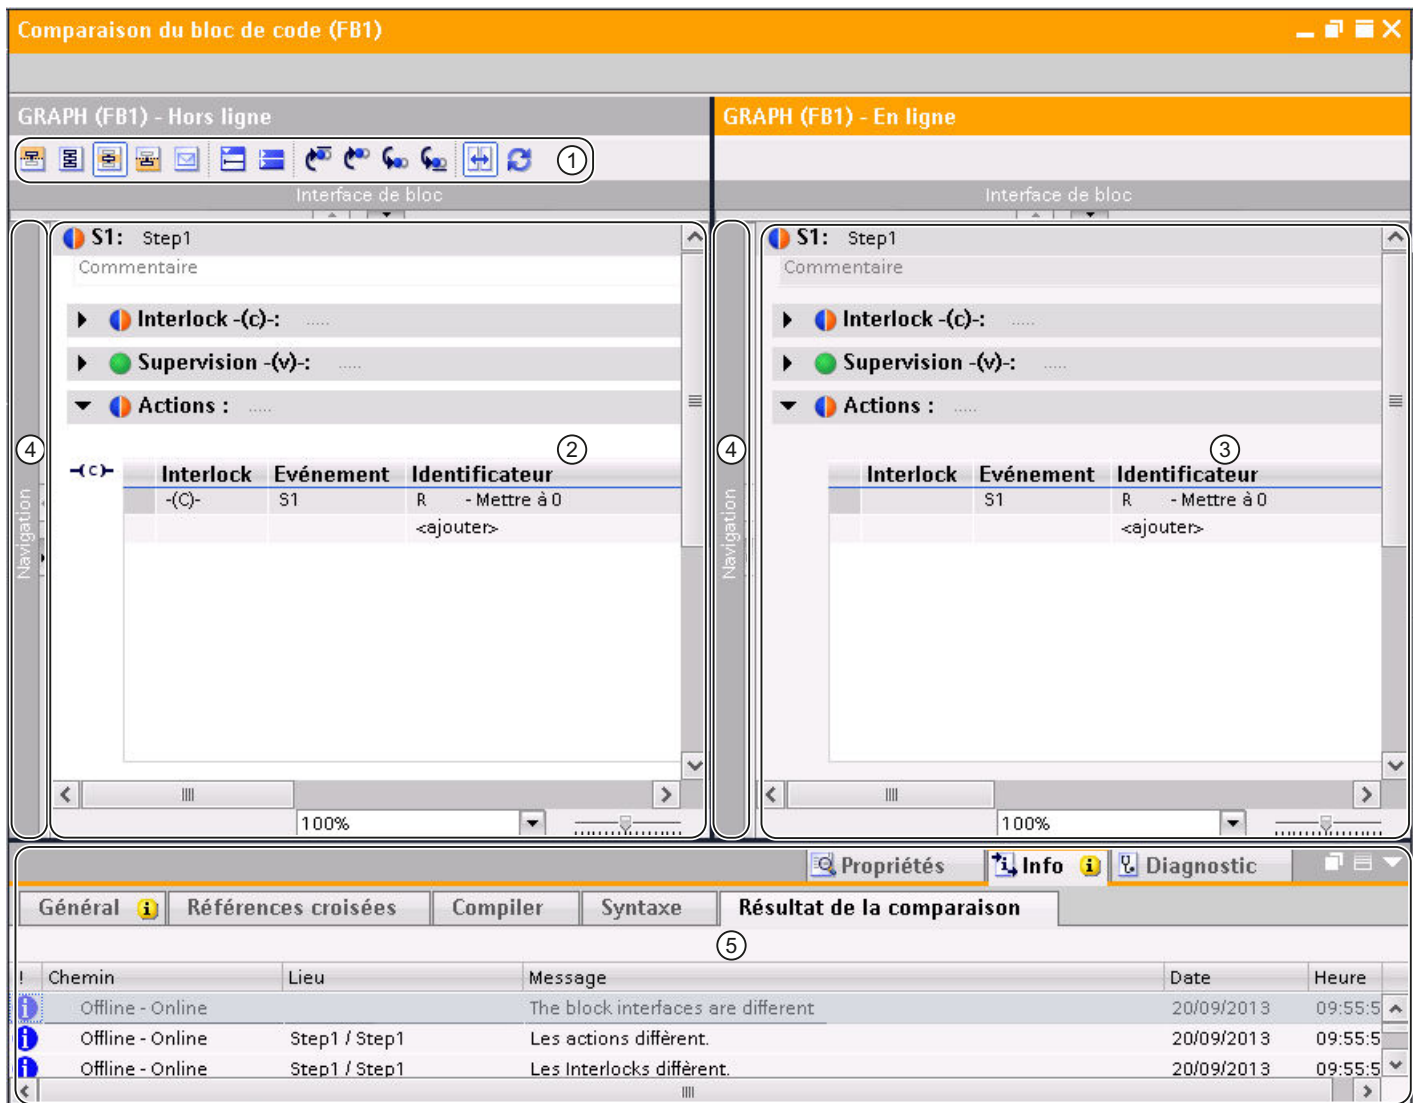 Comparaison du bloc de code (FB1)
GRAPH (FB1) - Hors ligne
GRAPH (FB1) - En ligne
1
Interface de bloc
Interface de bloc
S1: Step1
Commentaire
Interlock -(c)-: .....
Supervision -(v)-: .....
Actions : .....
2
4
Navigation
-(c)- Interlock Evénement Identificateur
-(C)- S1 R - Mettre à 0
<ajouter>
100%
S1: Step1
Commentaire
Interlock -(c)-: .....
Supervision -(v)-: .....
Actions : .....
3
4
Navigation
Interlock Evénement Identificateur
S1 R - Mettre à 0
<ajouter>
100%
Propriétés Info Diagnostic
Général Références croisées Compiler Syntaxe Résultat de la comparaison
5
! Chemin Lieu Message Date Heure
Offline - Online The block interfaces are different 20/09/2013 09:55:5
Offline - Online Step1 / Step1 Les actions diffèrent. 20/09/2013 09:55:5
Offline - Online Step1 / Step1 Les Interlocks diffèrent. 20/09/2013 09:55:5